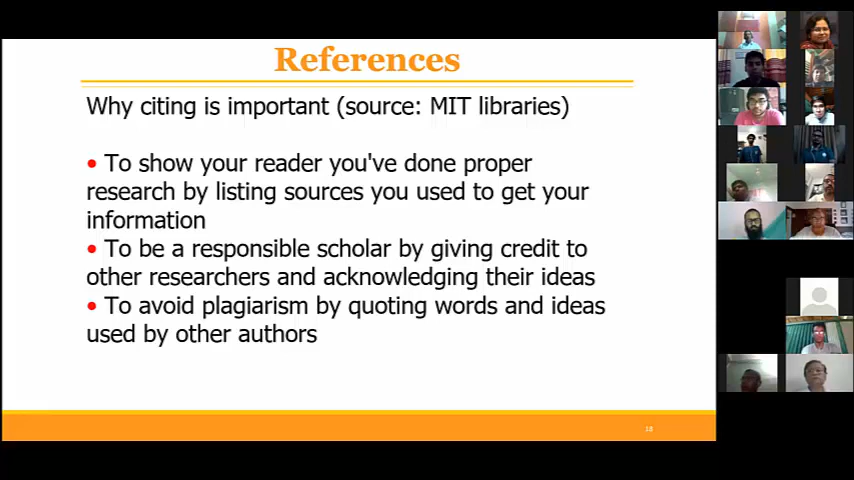 References
Why citing is important (source: MIT libraries)
• To show your reader you've done proper
research by listing sources you used to get your
information
• To be a responsible scholar by giving credit to
other researchers and acknowledging their ideas
• To avoid plagiarism by quoting words and ideas
used by other authors
18